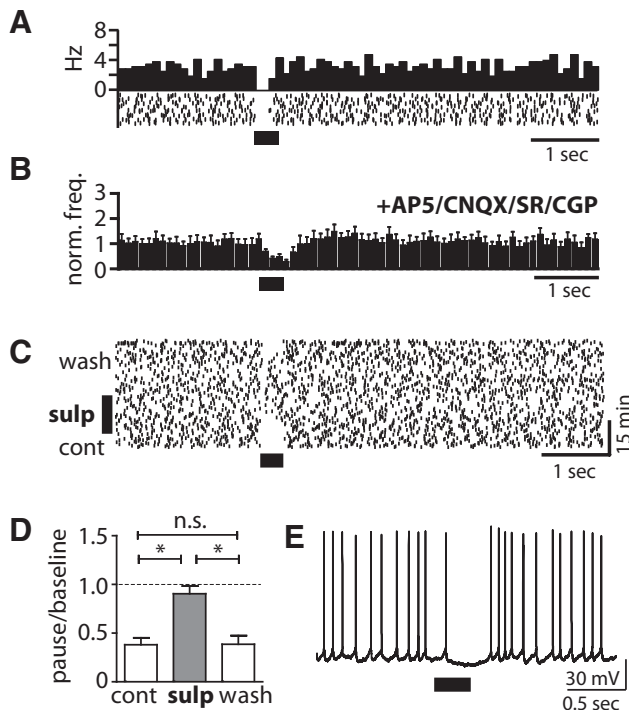 A
Hz
8
4
0
1 sec
B
norm. freq.
3
2
1
0
+AP5/CNQX/SR/CGP
1 sec
C
wash
sulp
cont
15 min
1 sec
D
pause/baseline
1.5
1.0
0.5
0
n.s.
* *
cont sulp wash
E
30 mV
0.5 sec